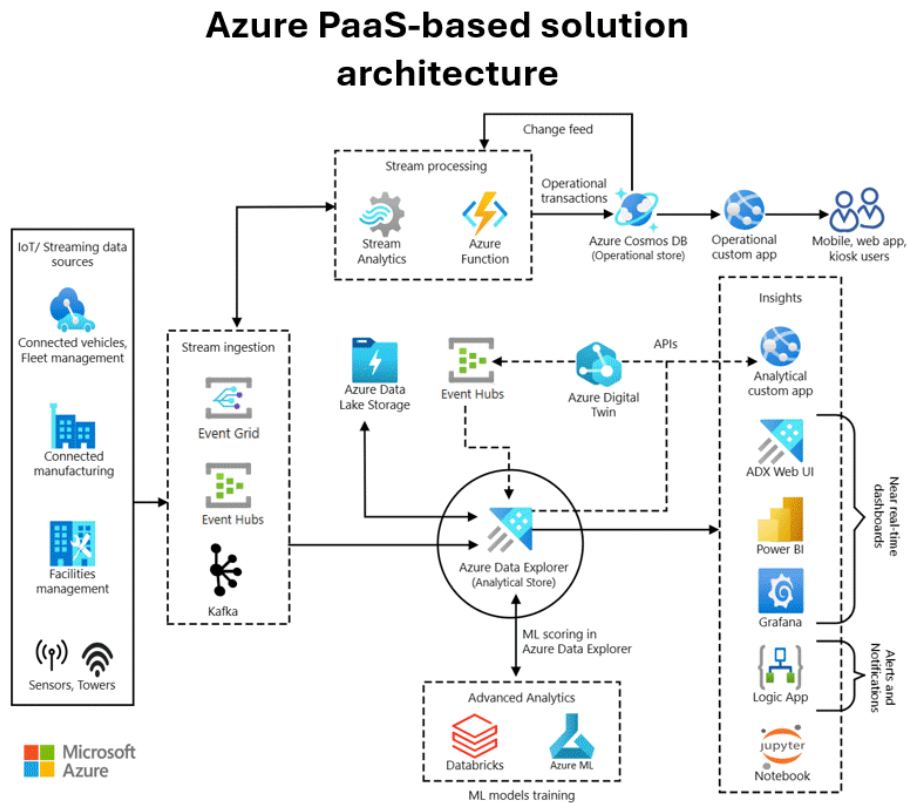 Azure PaaS-based solution
architecture
Change feed
Stream processing
Stream
Analytics
Azure
Function
Operational
transactions
Azure Cosmos DB
(Operational store)
Operational
custom app
Mobile, web app,
kiosk users
IoT/ Streaming data
sources
Connected vehicles,
Fleet management
Connected
manufacturing
Facilities
management
Sensors, Towers
Stream ingestion
Event Grid
Event Hubs
Kafka
Azure Data
Lake Storage
Event Hubs
Azure Digital
Twin
APIs
Azure Data Explorer
(Analytical Store)
ML scoring in
Azure Data Explorer
Advanced Analytics
Databricks
Azure ML
ML models training
Insights
Analytical
custom app
ADX Web UI
Power BI
Grafana
Logic App
jupyter
Notebook
Near real-time
dashboards
Alerts and
Notifications
Microsoft
Azure